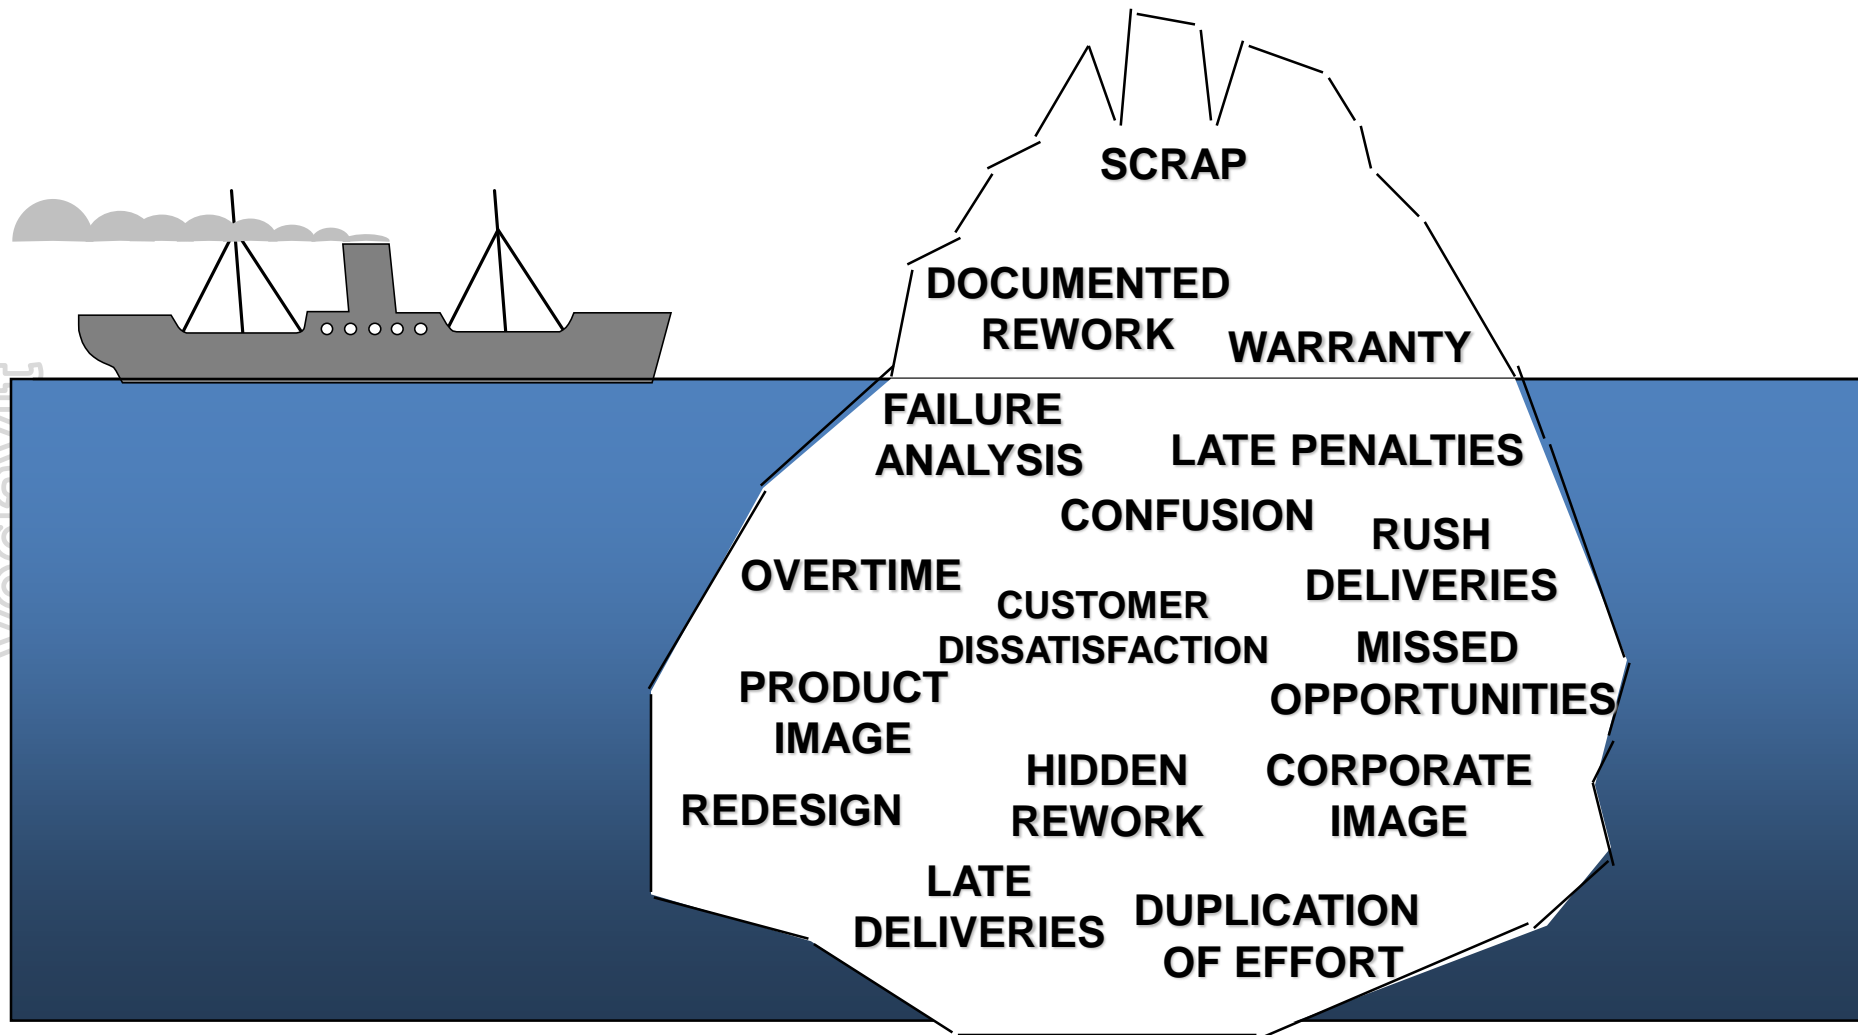 SCRAP
DOCUMENTED
REWORK
WARRANTY
FAILURE
ANALYSIS
LATE PENALTIES
CONFUSION
RUSH
DELIVERIES
OVERTIME
CUSTOMER
DISSATISFACTION
MISSED
OPPORTUNITIES
PRODUCT
IMAGE
HIDDEN
REWORK
CORPORATE
IMAGE
REDESIGN
LATE
DELIVERIES
DUPLICATION
OF EFFORT